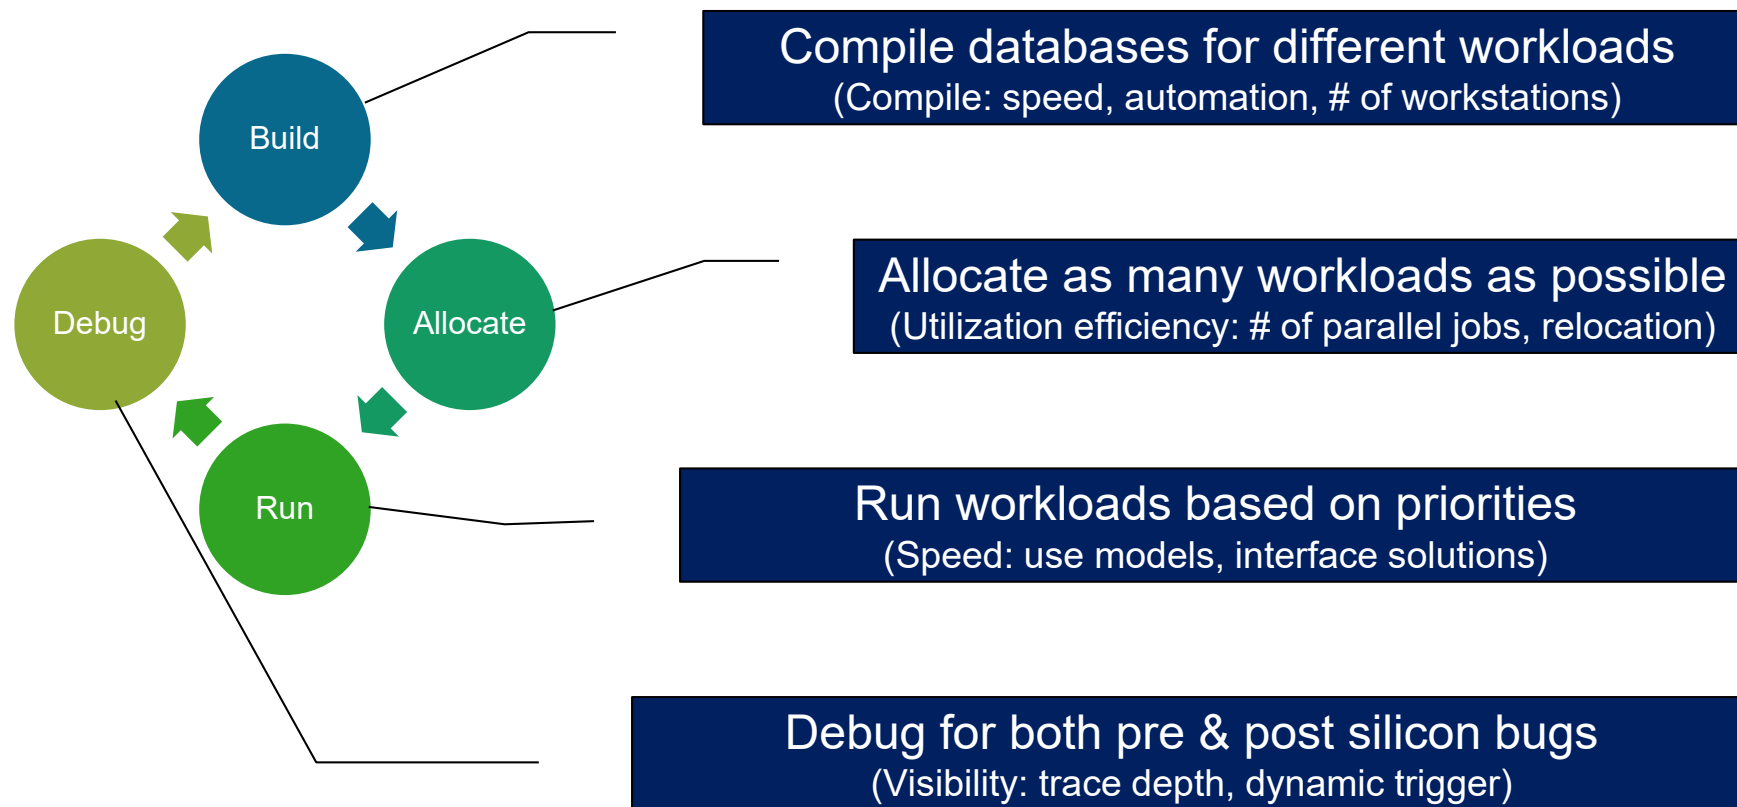 Compile databases for different workloads
(Compile: speed, automation, # of workstations)
Build
Allocate as many workloads as possible
(Utilization efficiency: # of parallel jobs, relocation)
Debug
Allocate
Run workloads based on priorities
(Speed: use models, interface solutions)
Run
Debug for both pre & post silicon bugs
(Visibility: trace depth, dynamic trigger)